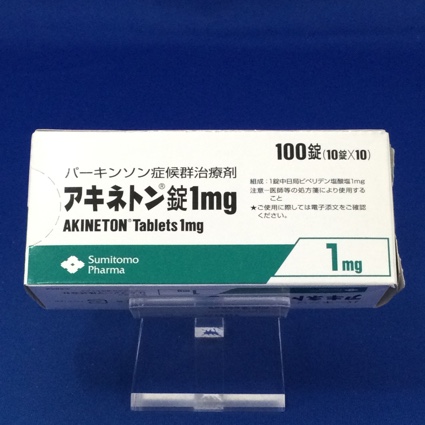 100錠(10錠×10)
パーキンソン症候群治療剤
アキネトン®錠1mg
AKINETON® Tablets 1mg
組成:1錠中日局ビペリデン塩酸塩1mg
注意-医師等の処方箋により使用する
こと
★ご使用に際しては電子添文をご確認
ください。
Sumitomo
Pharma
1mg